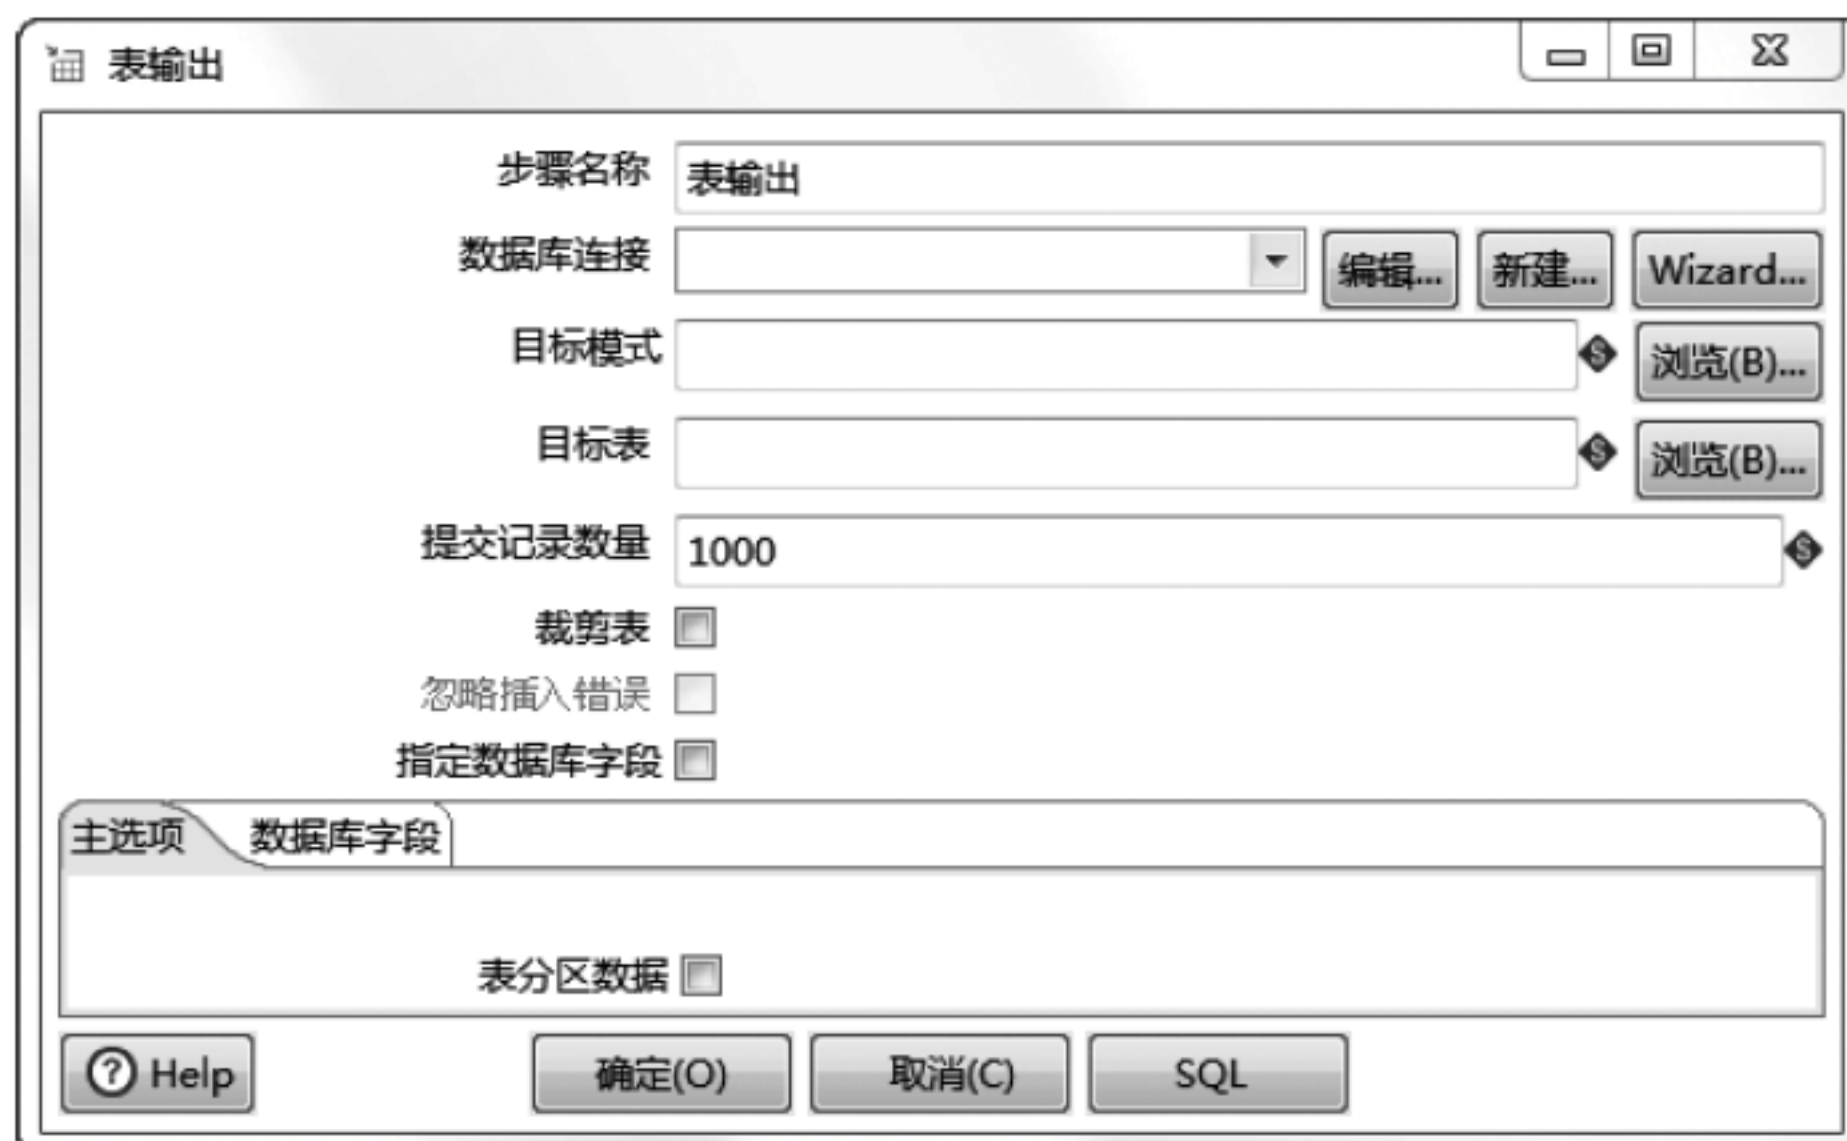 表输出
步骤名称 表输出
数据库连接 编辑... 新建... Wizard...
目标模式 浏览(B)...
目标表 浏览(B)...
提交记录数量 1000
裁剪表
忽略插入错误
指定数据库字段
主选项 数据库字段
表分区数据
Help 确定(O) 取消(C) SQL